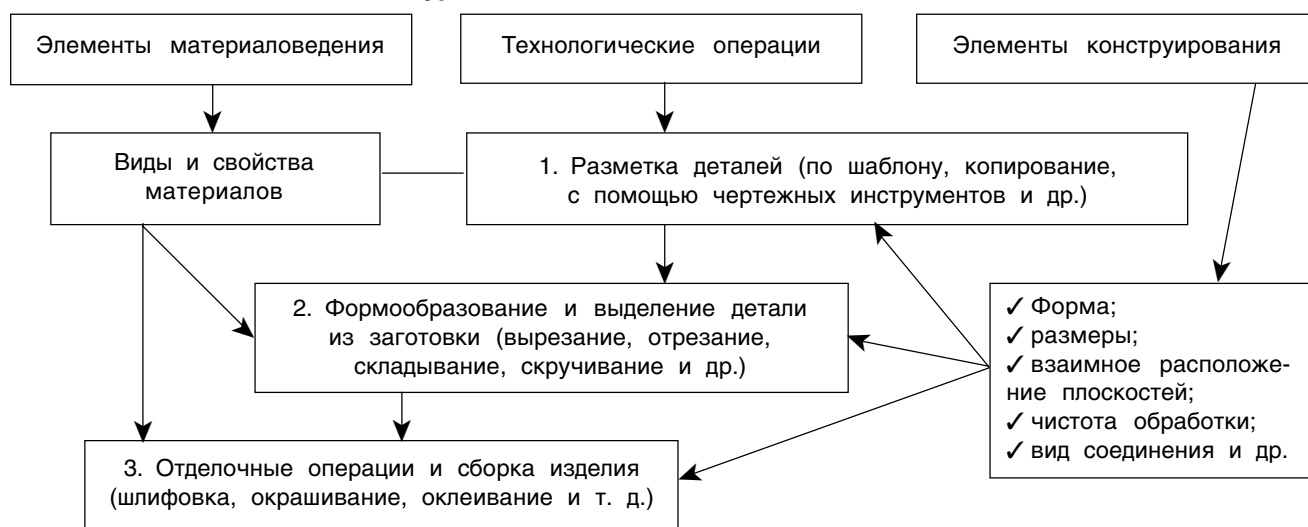 Элементы материаловедения
Технологические операции
Элементы конструирования
Виды и свойства
материалов
1. Разметка деталей (по шаблону, копирование,
с помощью чертежных инструментов и др.)
2. Формообразование и выделение детали
из заготовки (вырезание, отрезание,
складывание, скручивание и др.)
✓ Форма;
✓ размеры;
✓ взаимное расположе-
ние плоскостей;
✓ чистота обработки;
✓ вид соединения и др.
3. Отделочные операции и сборка изделия
(шлифовка, окрашивание, оклеивание и т. д.)